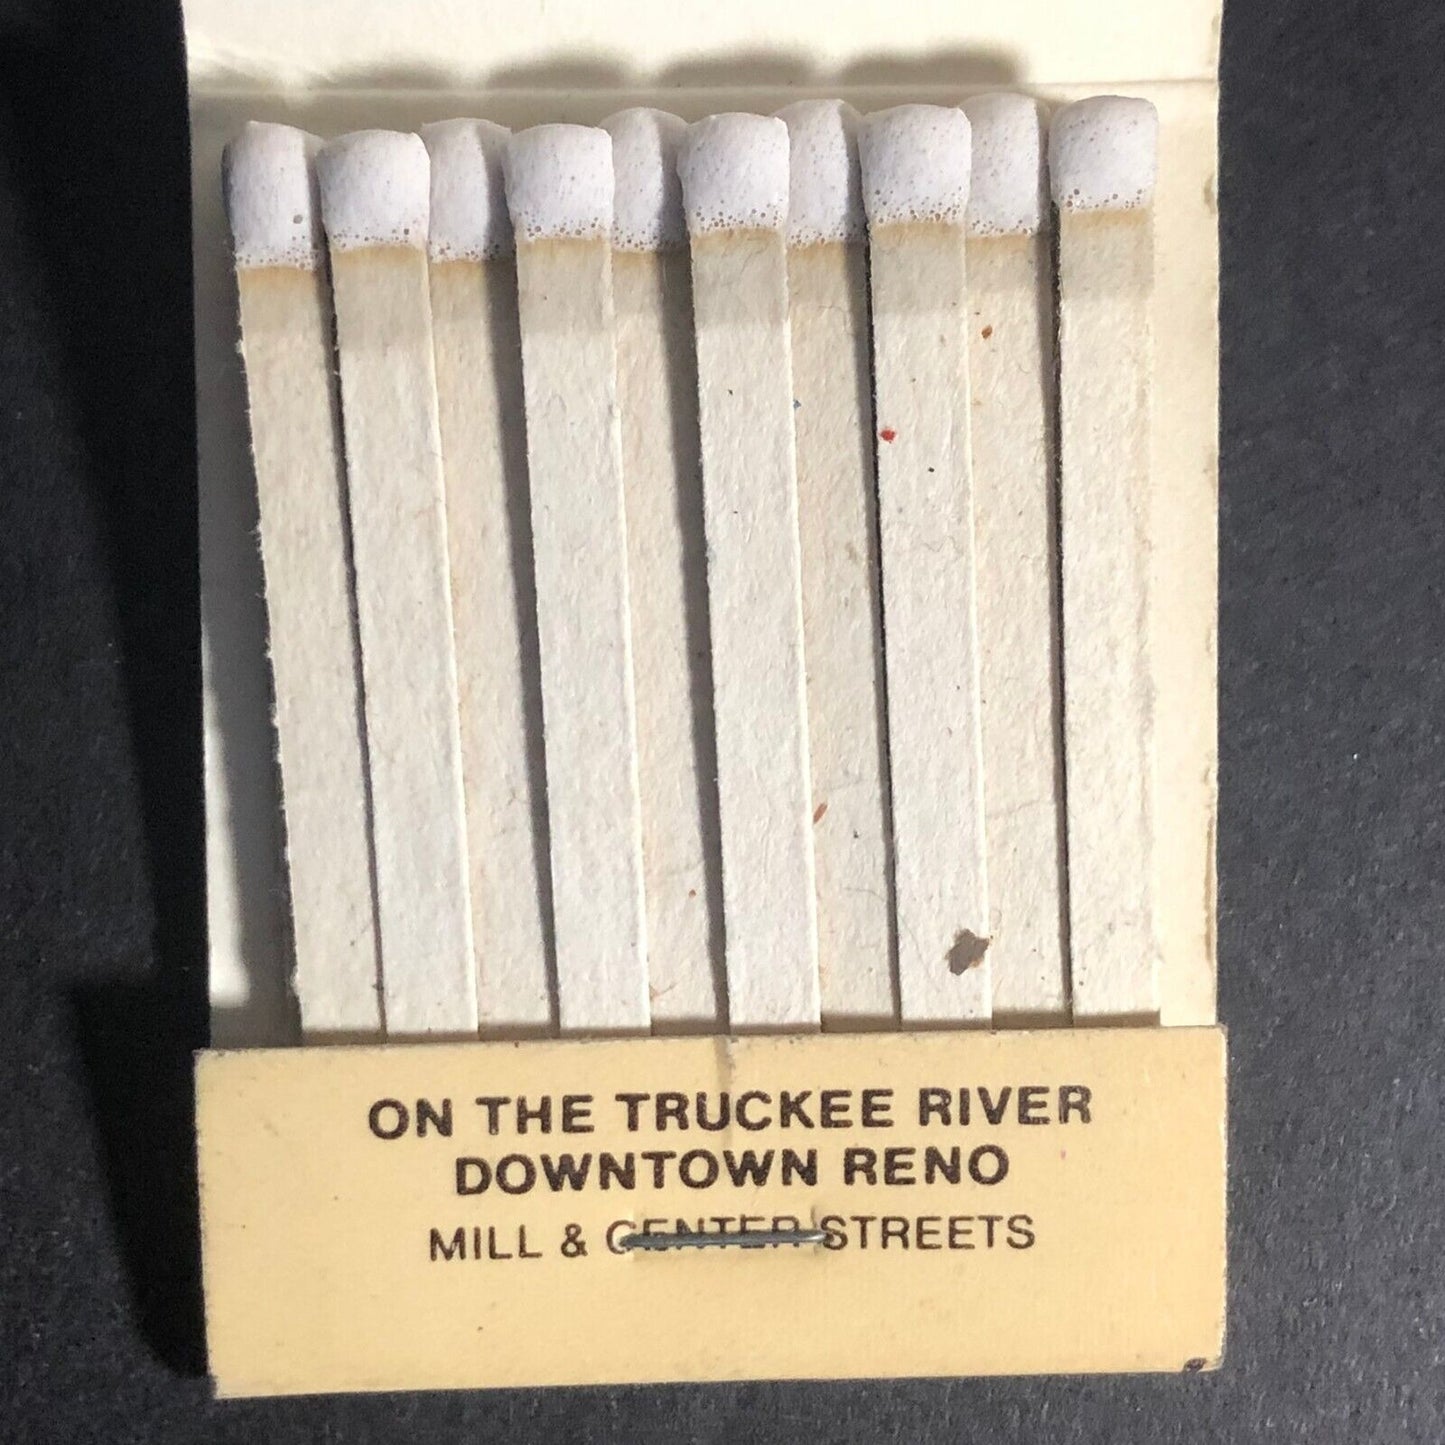 ON THE TRUCKEE RIVER
DOWNTOWN RENO
MILL & CENTER STREETS